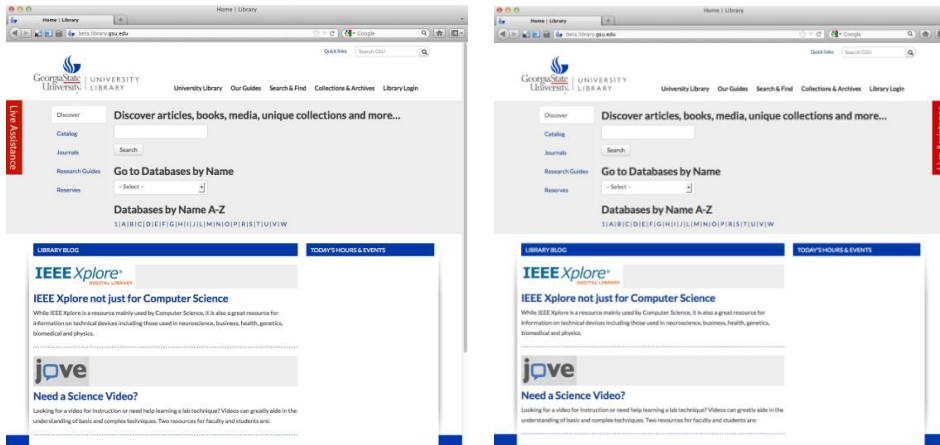 Home | Library
Home | Library
beta.library.gsu.edu
Google
Quick links
Search GSU
GeorgiaState University
UNIVERSITY LIBRARY
University Library Our Guides Search & Find Collections & Archives Library Login
Live Assistance
Discover
Catalog
Journals
Research Guides
Reserves
Discover articles, books, media, unique collections and more...
Search
Go to Databases by Name
- Select -
Databases by Name A-Z
1|A|B|C|D|E|F|G|H|I|J|L|M|N|O|P|R|S|T|U|V|W
LIBRARY BLOG
TODAY'S HOURS & EVENTS
IEEE Xplore
DIGITAL LIBRARY
IEEE Xplore not just for Computer Science
While IEEE Xplore is a resource mainly used by Computer Science, it is also a great resource for
information on technical devices including those used in neuroscience, business, health, genetics,
biomedical and physics.
jove
Need a Science Video?
Looking for a video for instruction or need help learning a lab technique? Videos can greatly aide in the
understanding of basic and complex techniques. Two resources for faculty and students are:
Home | Library
Home | Library
beta.library.gsu.edu
Google
Quick links
Search GSU
GeorgiaState University
UNIVERSITY LIBRARY
University Library Our Guides Search & Find Collections & Archives Library Login
Discover
Catalog
Journals
Research Guides
Reserves
Discover articles, books, media, unique collections and more...
Search
Go to Databases by Name
- Select -
Databases by Name A-Z
1|A|B|C|D|E|F|G|H|I|J|L|M|N|O|P|R|S|T|U|V|W
LIBRARY BLOG
TODAY'S HOURS & EVENTS
IEEE Xplore
DIGITAL LIBRARY
IEEE Xplore not just for Computer Science
While IEEE Xplore is a resource mainly used by Computer Science, it is also a great resource for
information on technical devices including those used in neuroscience, business, health, genetics,
biomedical and physics.
jove
Need a Science Video?
Looking for a video for instruction or need help learning a lab technique? Videos can greatly aide in the
understanding of basic and complex techniques. Two resources for faculty and students are: